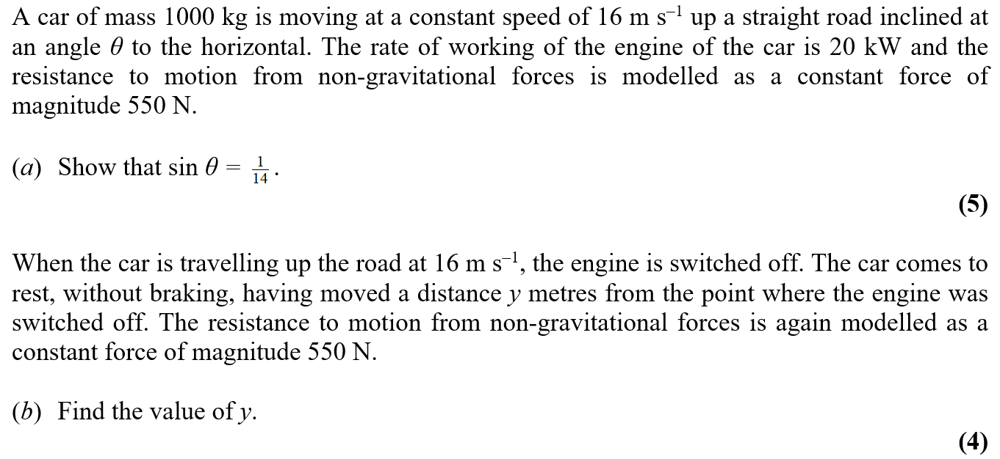 A car of mass 1000 kg is moving at a constant speed of 16 m s⁻¹ up a straight road inclined at
an angle θ to the horizontal. The rate of working of the engine of the car is 20 kW and the
resistance to motion from non-gravitational forces is modelled as a constant force of
magnitude 550 N.
(a) Show that sin θ = 1/14.
(5)
When the car is travelling up the road at 16 m s⁻¹, the engine is switched off. The car comes to
rest, without braking, having moved a distance y metres from the point where the engine was
switched off. The resistance to motion from non-gravitational forces is again modelled as a
constant force of magnitude 550 N.
(b) Find the value of y.
(4)